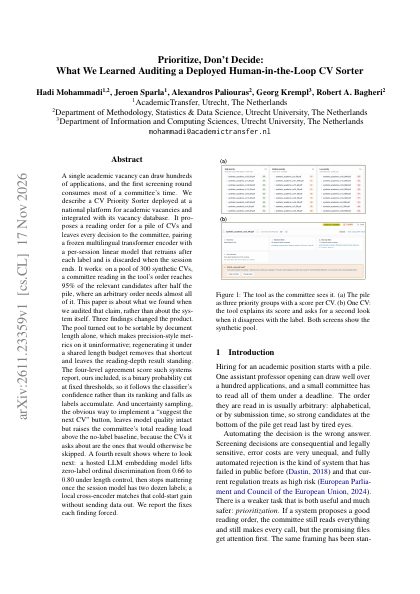 Prioritize, Don't Decide:
What We Learned Auditing a Deployed Human-in-the-Loop CV Sorter
Hadi Mohammadi1,2, Jeroen Sparla1, Alexandros Paliouras2, Georg Krempl3, Robert A. Bagheri2
1AcademicTransfer, Utrecht, The Netherlands
2Department of Methodology, Statistics & Data Science, Utrecht University, The Netherlands
3Department of Information and Computing Sciences, Utrecht University, The Netherlands
mohammadi@academictransfer.nl
arXiv:2611.23359v1 [cs.CL] 17 Nov 2026
Abstract
A single academic vacancy can draw hundreds
of applications, and the first screening round
consumes most of a committee's time. We
describe a CV Priority Sorter deployed at a
national platform for academic vacancies and
integrated with its vacancy database. It pro-
poses a reading order for a pile of CVs and
leaves every decision to the committee, pairing
a frozen multilingual transformer encoder with
a per-session linear model that retrains after
each label and is discarded when the session
ends. It works: on a pool of 300 synthetic CVs,
a committee reading in the tool's order reaches
95% of the relevant candidates after half the
pile, where an arbitrary order needs almost all
of it. This paper is about what we found when
we audited that claim, rather than about the sys-
tem itself. Three findings changed the product.
The pool turned out to be sortable by document
length alone, which makes precision-style met-
rics on it uninformative; regenerating it under
a shared length budget removes that shortcut
and leaves the reading-depth result standing.
The four-level agreement score such systems
report, ours included, is a binary probability cut
at fixed thresholds, so it follows the classifier's
confidence rather than its ranking and falls as
labels accumulate. And uncertainty sampling,
the obvious way to implement a "suggest the
next CV" button, leaves model quality intact
but raises the committee's total reading load
above the no-label baseline, because the CVs it
asks about are the ones that would otherwise be
skipped. A fourth result shows where to look
next: a hosted LLM embedding model lifts
zero-label ordinal discrimination from 0.66 to
0.80 under length control, then stops mattering
once the session model has two dozen labels; a
local cross-encoder matches that cold-start gain
without sending data out. We report the fixes
each finding forced.
(a)
(b)
Figure 1: The tool as the committee sees it. (a) The pile
as three priority groups with a score per CV. (b) One CV:
the tool explains its score and asks for a second look
when it disagrees with the label. Both screens show the
synthetic pool.
1 Introduction
Hiring for an academic position starts with a pile.
One assistant professor opening can draw well over
a hundred applications, and a small committee has
to read all of them under a deadline. The order
they are read in is usually arbitrary: alphabetical,
or by submission time, so strong candidates at the
bottom of the pile get read last by tired eyes.
Automating the decision is the wrong answer.
Screening decisions are consequential and legally
sensitive, error costs are very unequal, and fully
automated rejection is the kind of system that has
failed in public before (Dastin, 2018) and that cur-
rent regulation treats as high risk (European Parlia-
ment and Council of the European Union, 2024).
There is a weaker task that is both useful and much
safer: prioritization. If a system proposes a good
reading order, the committee still reads everything
and still makes every call, but the promising files
get attention first. The same framing has been stan-